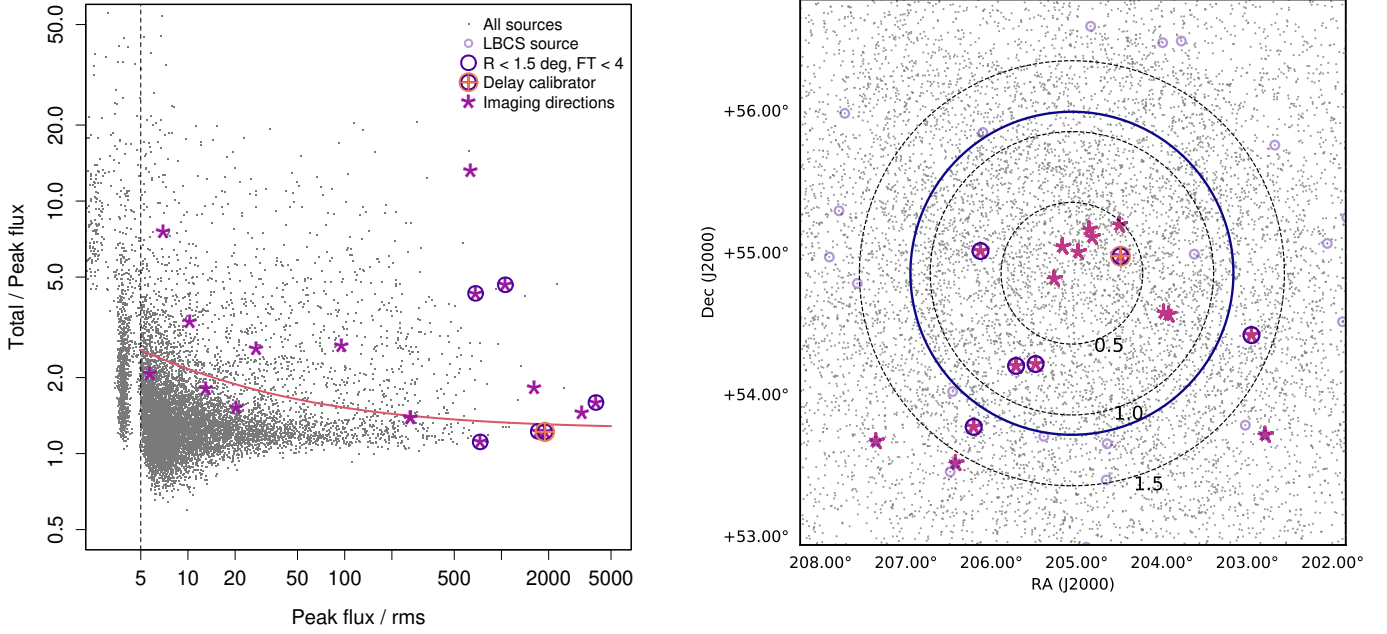 50.0
20.0
10.0
5.0
2.0
1.0
0.5
Total / Peak flux
All sources
LBCS source
R < 1.5 deg, FT < 4
Delay calibrator
Imaging directions
5 10 20 50 100 500 2000 5000
Peak flux / rms
+56.00°
+55.00°
+54.00°
+53.00°
Dec (J2000)
0.5
1.0
1.5
208.00° 207.00° 206.00° 205.00° 204.00° 203.00° 202.00°
RA (J2000)